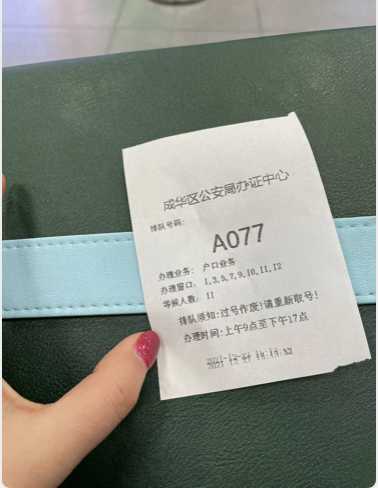 成华区公安局办证中心
排队号码：
A077
办理业务： 户口业务
办理窗口： 1,3,5,7,9,10,11,12
等候人数： 11
排队须知:过号作废!请重新取号!
办理时间:上午9点至下午17点